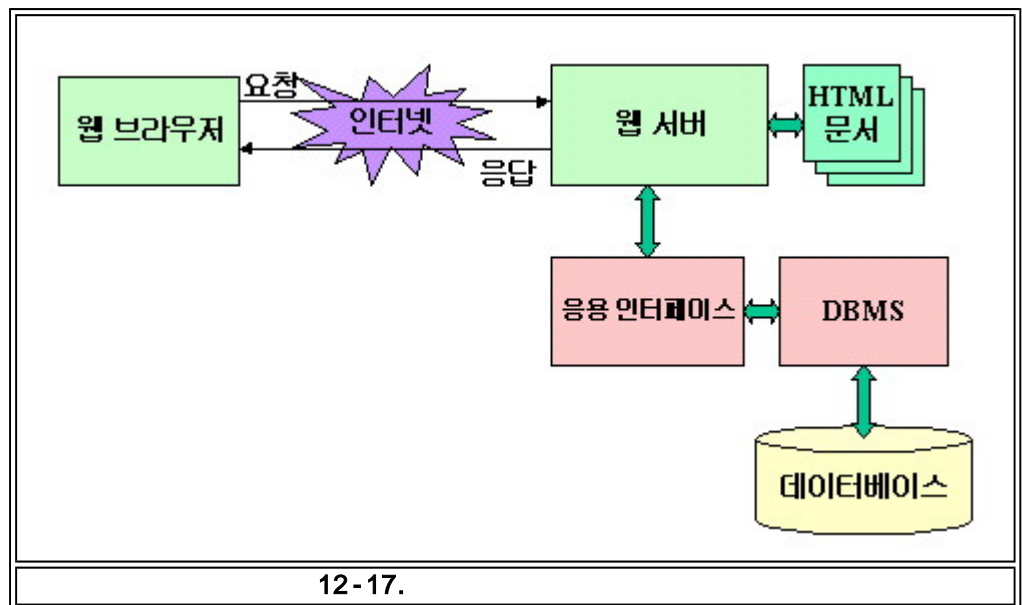 요청
웹 브라우저
인터넷
응답
웹 서버
HTML
문서
응용 인터페이스
DBMS
데이터베이스
12-17.